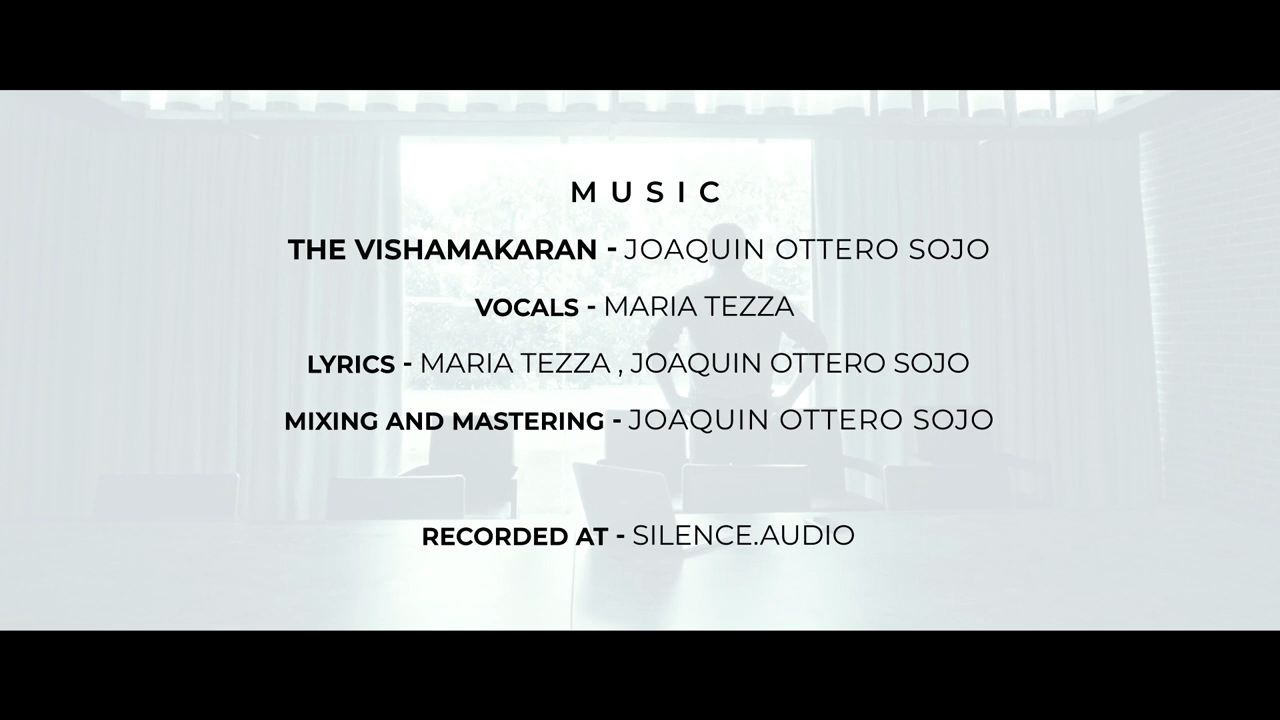 MUSIC
THE VISHAMAKARAN - JOAQUIN OTTERO SOJO
VOCALS - MARIA TEZZA
LYRICS - MARIA TEZZA , JOAQUIN OTTERO SOJO
MIXING AND MASTERING - JOAQUIN OTTERO SOJO
RECORDED AT - SILENCE.AUDIO